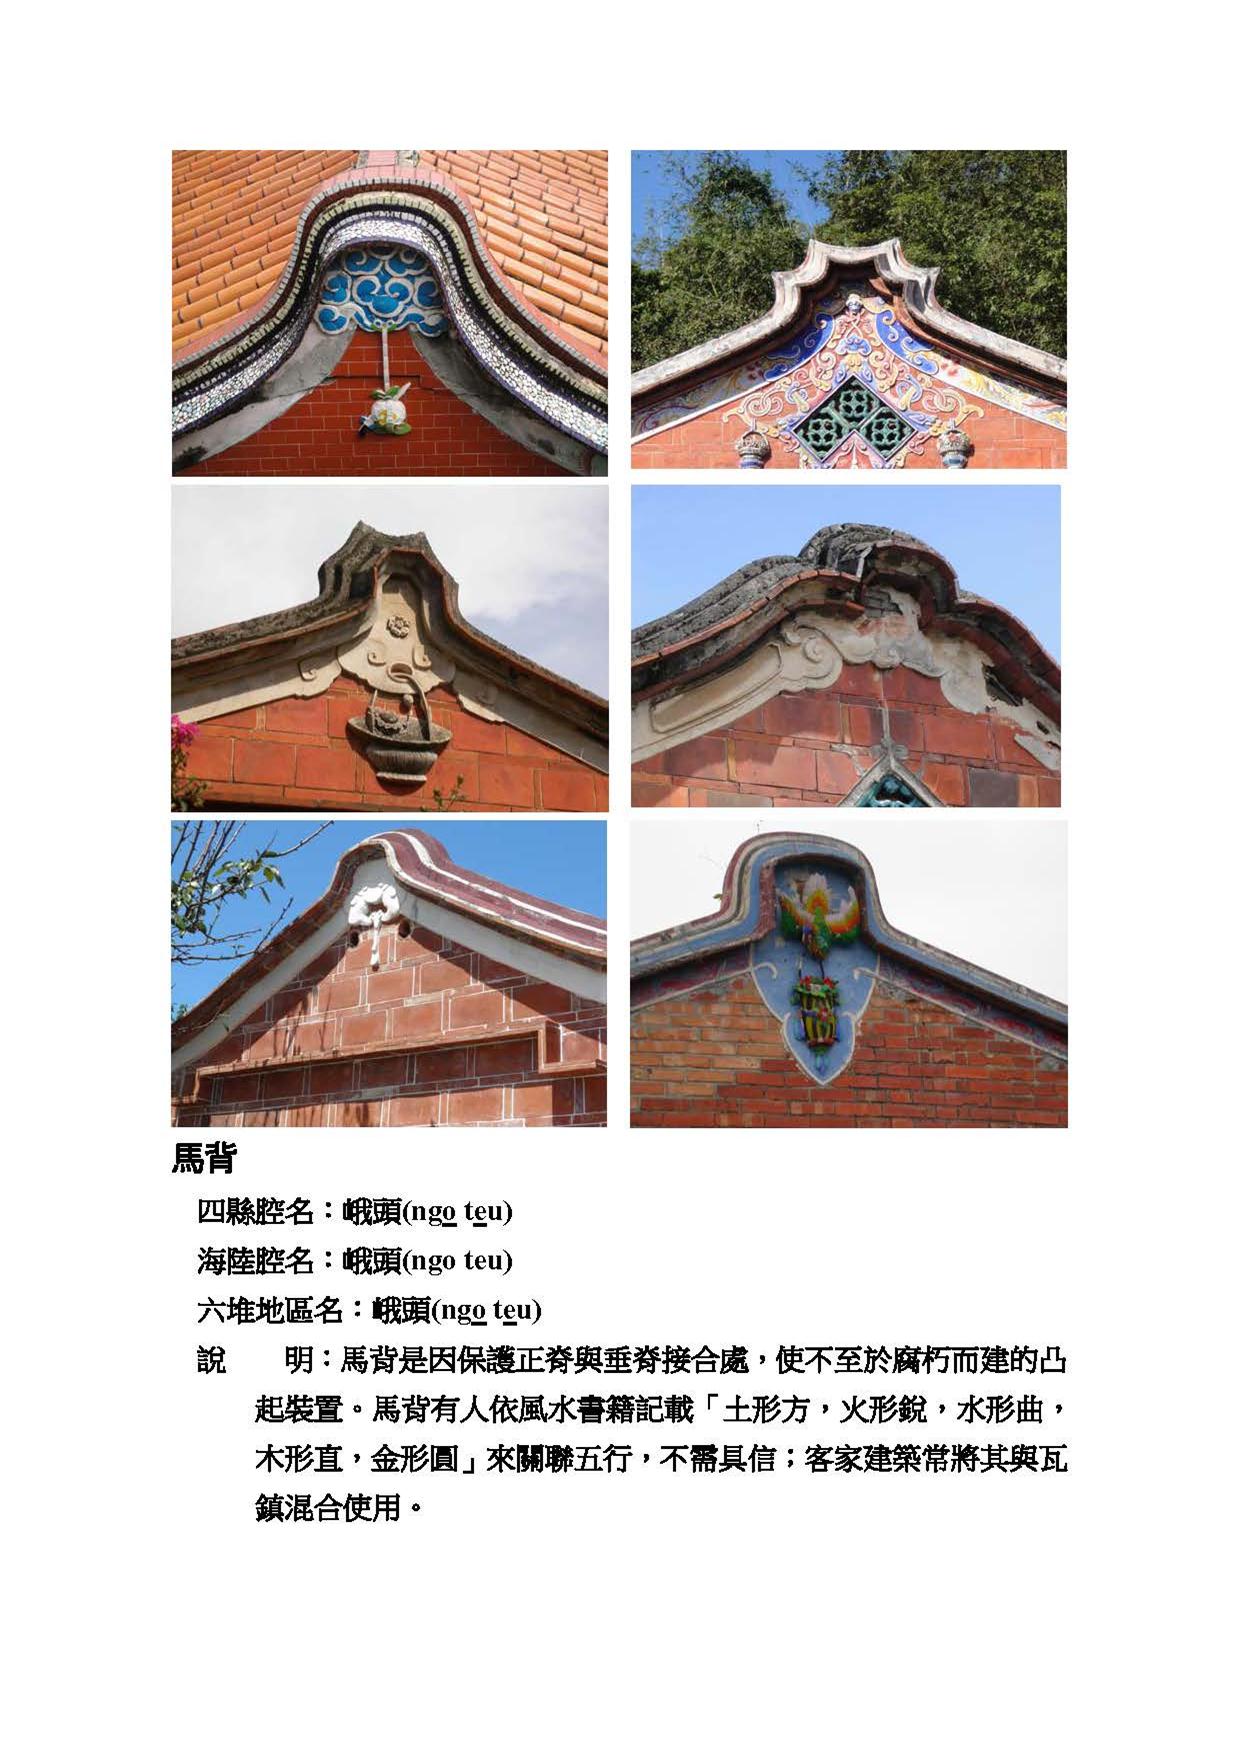 馬背
四縣腔名：峨頭(ngo teu)
海陸腔名：峨頭(ngo teu)
六堆地區名：峨頭(ngo teu)
說　　明：馬背是因保護正脊與垂脊接合處，使不至於腐朽而建的凸
起裝置。馬背有人依風水書籍記載「土形方，火形銳，水形曲，
木形直，金形圓」來關聯五行，不需具信；客家建築常將其與瓦
鎮混合使用。